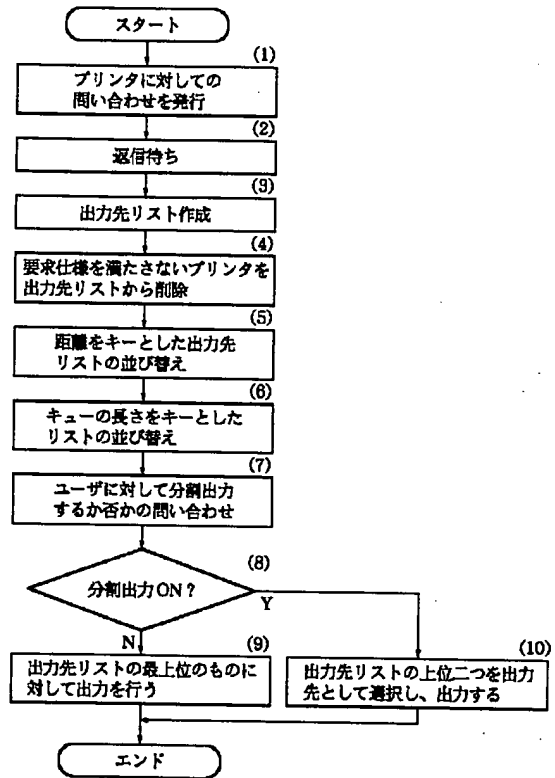 スタート
(1)
プリンタに対しての
問い合わせを発行
(2)
返信待ち
(3)
出力先リスト作成
(4)
要求仕様を満たさないプリンタを
出力先リストから削除
(5)
距離をキーとした出力先
リストの並び替え
(6)
キューの長さをキーとした
リストの並び替え
(7)
ユーザに対して分割出力
するか否かの問い合わせ
(8)
分割出力ON?
Y
N
(9)
出力先リストの最上位のものに
対して出力を行う
(10)
出力先リストの上位二つを出力
先として選択し、出力する
エンド